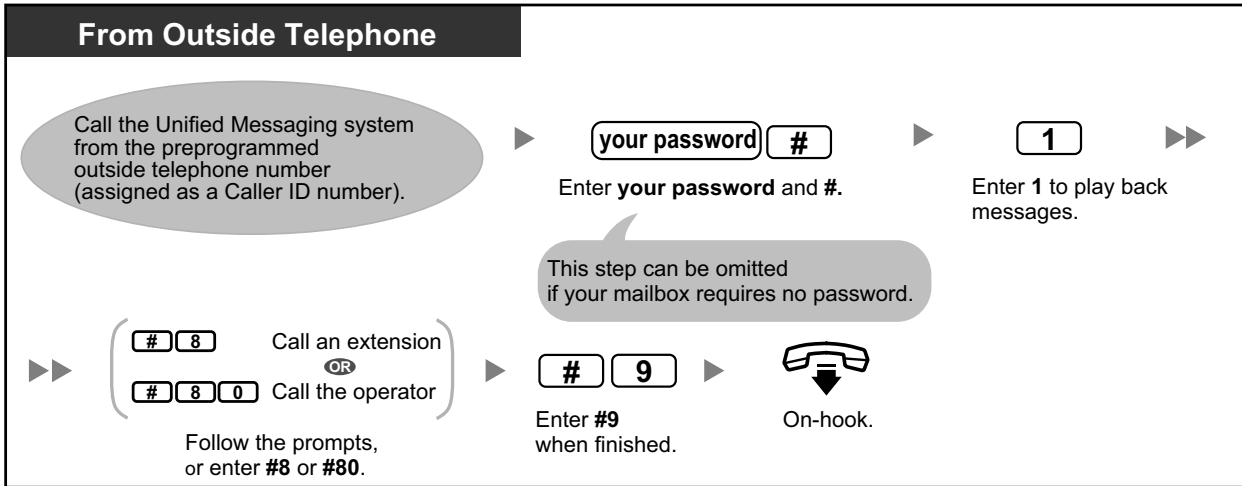 From Outside Telephone
Call the Unified Messaging system
from the preprogrammed
outside telephone number
(assigned as a Caller ID number).
your password #
Enter your password and #.
This step can be omitted
if your mailbox requires no password.
1
Enter 1 to play back
messages.
# 8 Call an extension
OR
# 8 0 Call the operator
Follow the prompts,
or enter #8 or #80.
# 9
Enter #9
when finished.
On-hook.